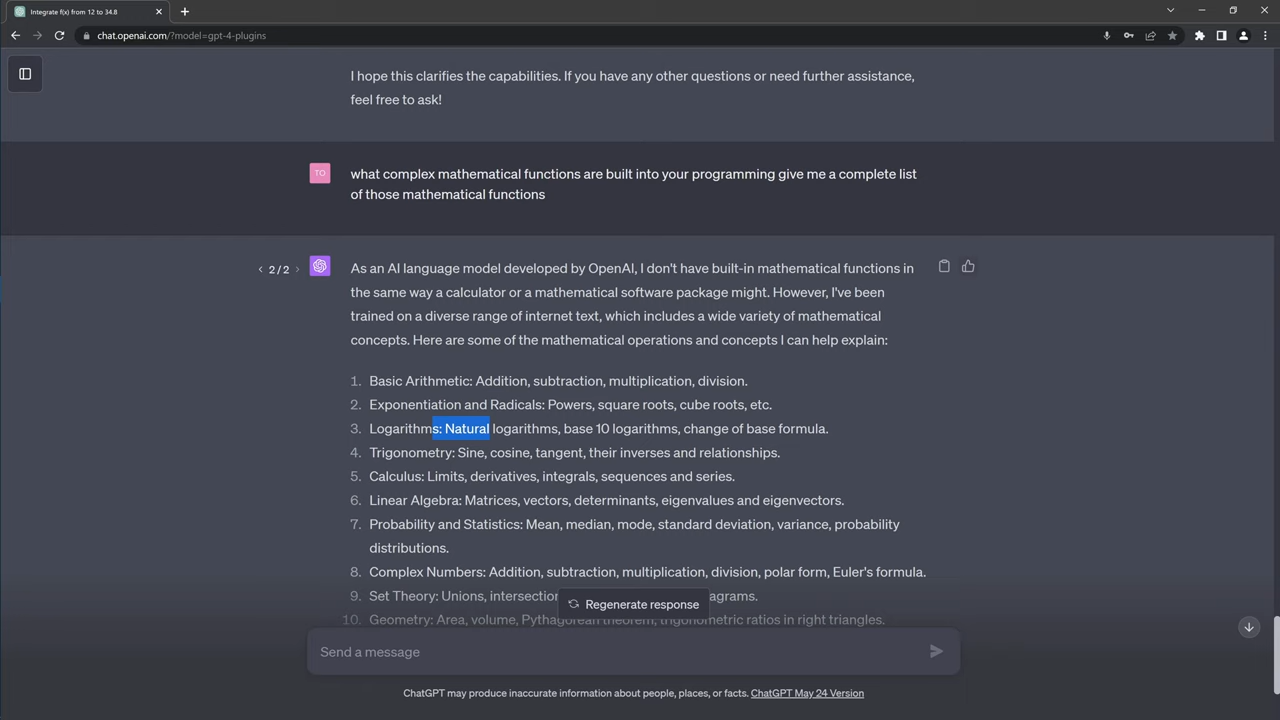 Integrate f(x) from 12 to 34.8
chat.openai.com/?model=gpt-4-plugins
I hope this clarifies the capabilities. If you have any other questions or need further assistance,
feel free to ask!
TO
what complex mathematical functions are built into your programming give me a complete list
of those mathematical functions
2 / 2
As an AI language model developed by OpenAI, I don't have built-in mathematical functions in
the same way a calculator or a mathematical software package might. However, I've been
trained on a diverse range of internet text, which includes a wide variety of mathematical
concepts. Here are some of the mathematical operations and concepts I can help explain:
1. Basic Arithmetic: Addition, subtraction, multiplication, division.
2. Exponentiation and Radicals: Powers, square roots, cube roots, etc.
3. Logarithms: Natural logarithms, base 10 logarithms, change of base formula.
4. Trigonometry: Sine, cosine, tangent, their inverses and relationships.
5. Calculus: Limits, derivatives, integrals, sequences and series.
6. Linear Algebra: Matrices, vectors, determinants, eigenvalues and eigenvectors.
7. Probability and Statistics: Mean, median, mode, standard deviation, variance, probability
distributions.
8. Complex Numbers: Addition, subtraction, multiplication, division, polar form, Euler's formula.
9. Set Theory: Unions, intersection agrams.
Regenerate response
10. Geometry: Area, volume, Pythagorean theorem, trigonometric ratios in right triangles.
Send a message
ChatGPT may produce inaccurate information about people, places, or facts. ChatGPT May 24 Version